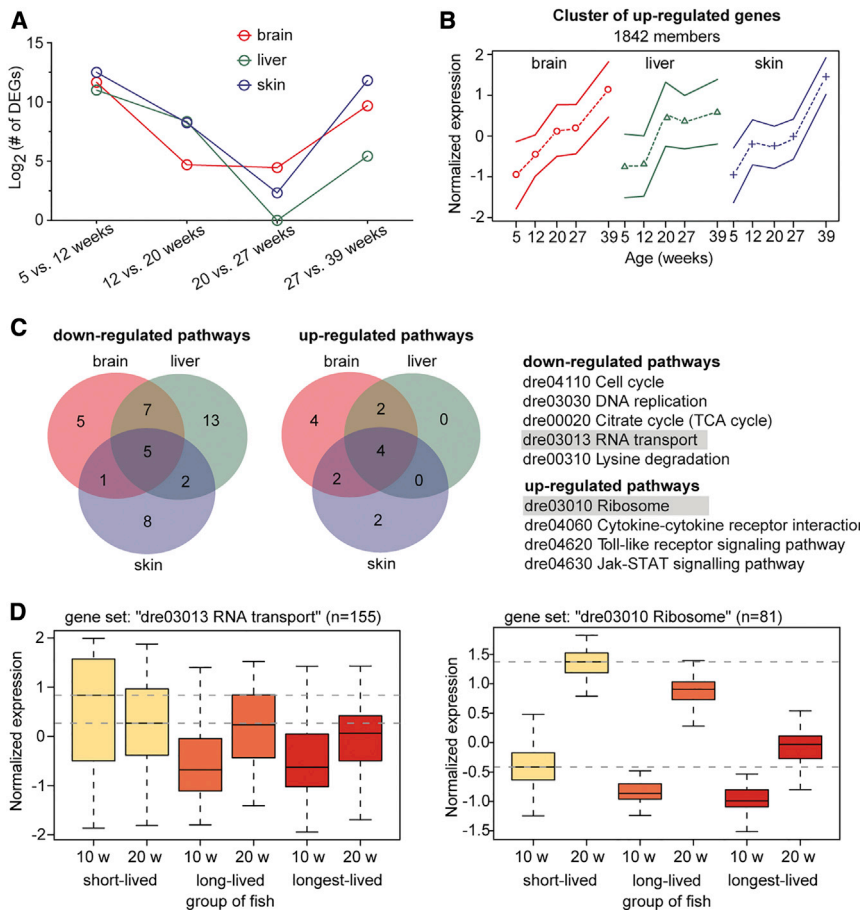 A
15
10
5
0
Log2 (# of DEGs)
brain
liver
skin
5 vs. 12 weeks
12 vs. 20 weeks
20 vs. 27 weeks
27 vs. 39 weeks
B
Cluster of up-regulated genes
1842 members
brain liver skin
2
1
0
-1
-2
Normalized expression
5 12 20 27 39 5 12 20 27 39 5 12 20 27 39
Age (weeks)
C
down-regulated pathways
brain liver
5 7 13
5
1 2
8
skin
up-regulated pathways
brain liver
4 2 0
4
2 0
2
skin
down-regulated pathways
dre04110 Cell cycle
dre03030 DNA replication
dre00020 Citrate cycle (TCA cycle)
dre03013 RNA transport
dre00310 Lysine degradation
up-regulated pathways
dre03010 Ribosome
dre04060 Cytokine-cytokine receptor interaction
dre04620 Toll-like receptor signaling pathway
dre04630 Jak-STAT signalling pathway
D
gene set: "dre03013 RNA transport" (n=155)
2
1
0
-1
-2
Normalized expression
10 w 20 w 10 w 20 w 10 w 20 w
short-lived long-lived longest-lived
group of fish
gene set: "dre03010 Ribosome" (n=81)
1.5
1.0
0.5
0.0
-0.5
-1.0
-1.5
Normalized expression
10 w 20 w 10 w 20 w 10 w 20 w
short-lived long-lived longest-lived
group of fish